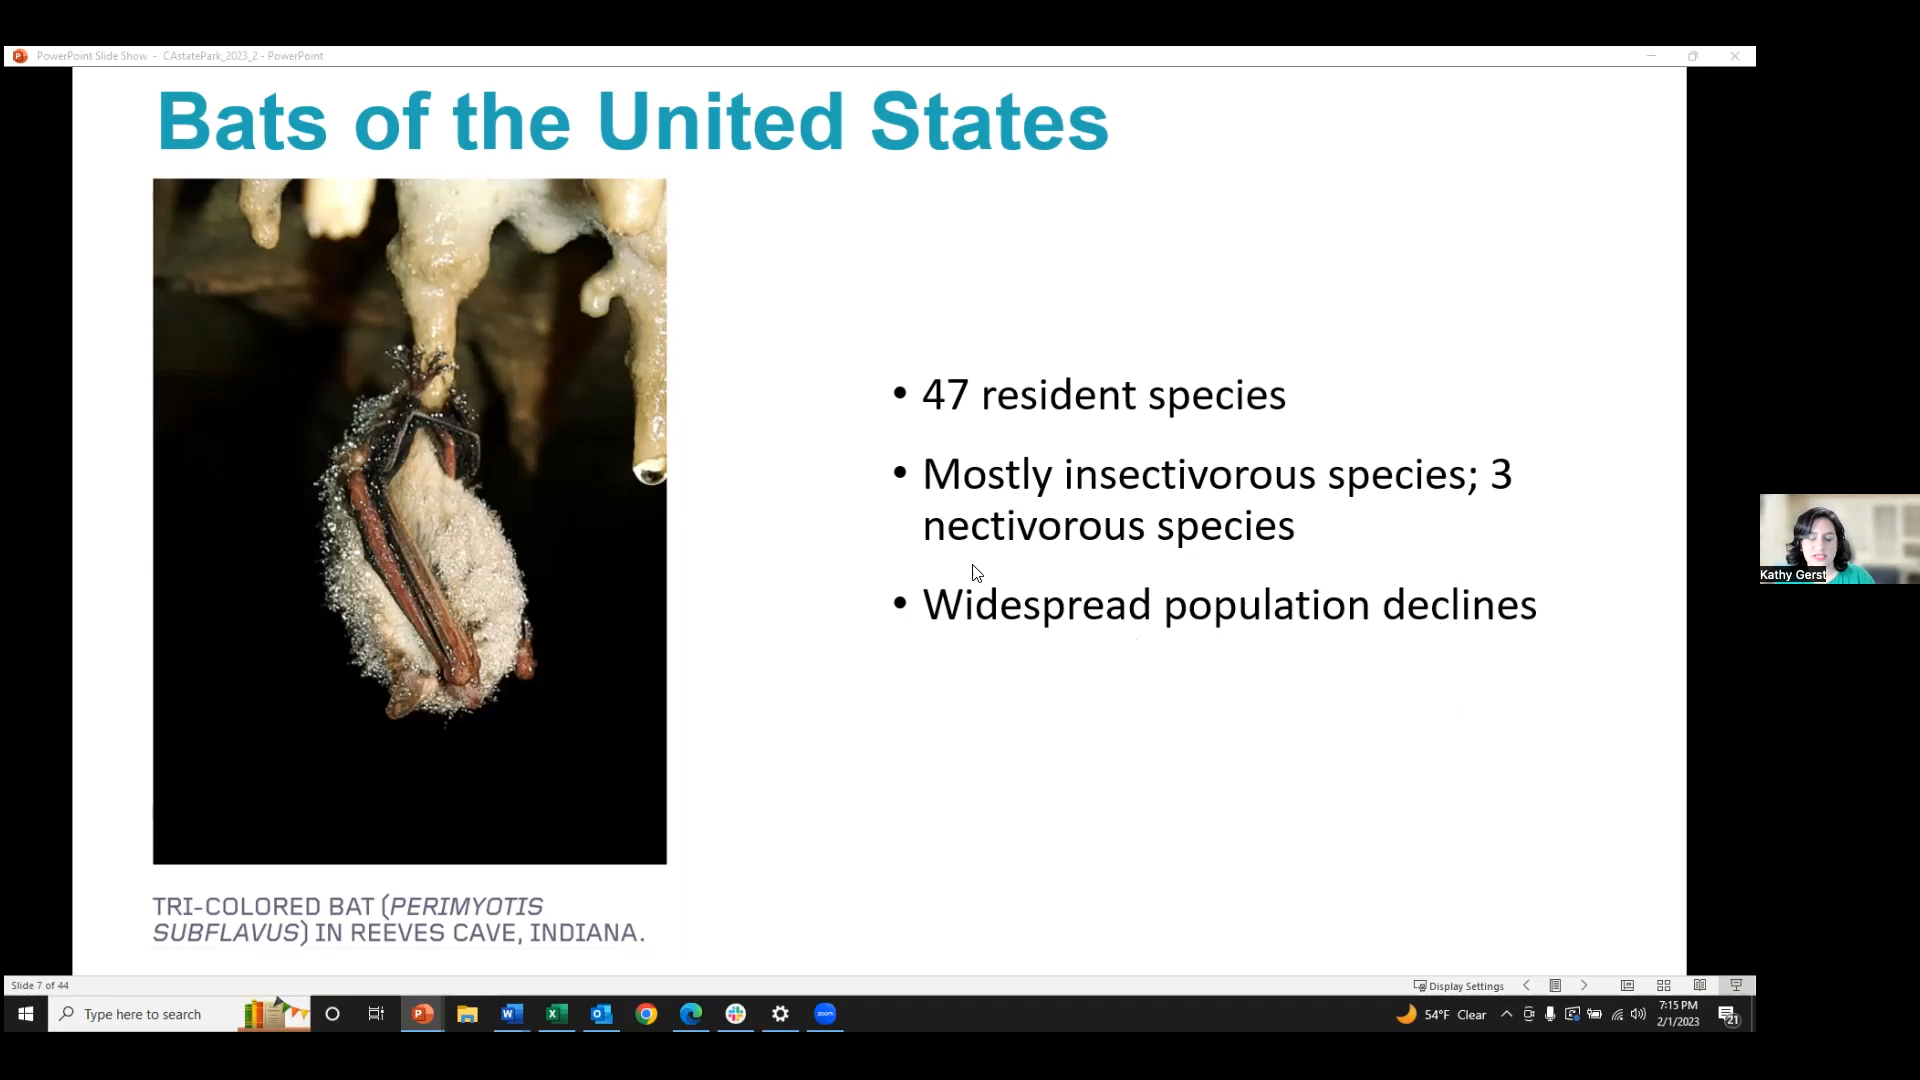 PowerPoint Slide Show - CAstatePark_2023_2 - PowerPoint
Bats of the United States
• 47 resident species
• Mostly insectivorous species; 3
nectivorous species
• Widespread population declines
TRI-COLORED BAT (PERIMYOTIS
SUBFLAVUS) IN REEVES CAVE, INDIANA.
Kathy Gerst
Slide 7 of 44
Display Settings
Type here to search
zoom
54°F Clear
7:15 PM
2/1/2023
21